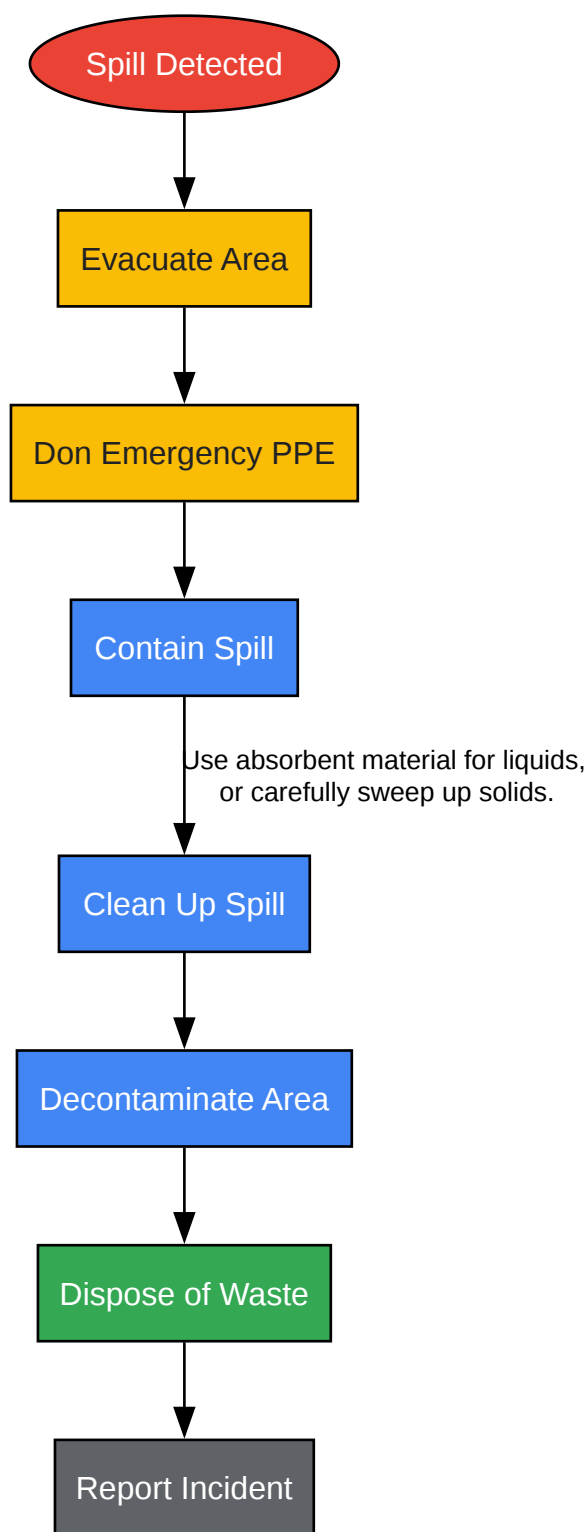 Spill Detected
Evacuate Area
Don Emergency PPE
Contain Spill
Use absorbent material for liquids,
or carefully sweep up solids.
Clean Up Spill
Decontaminate Area
Dispose of Waste
Report Incident